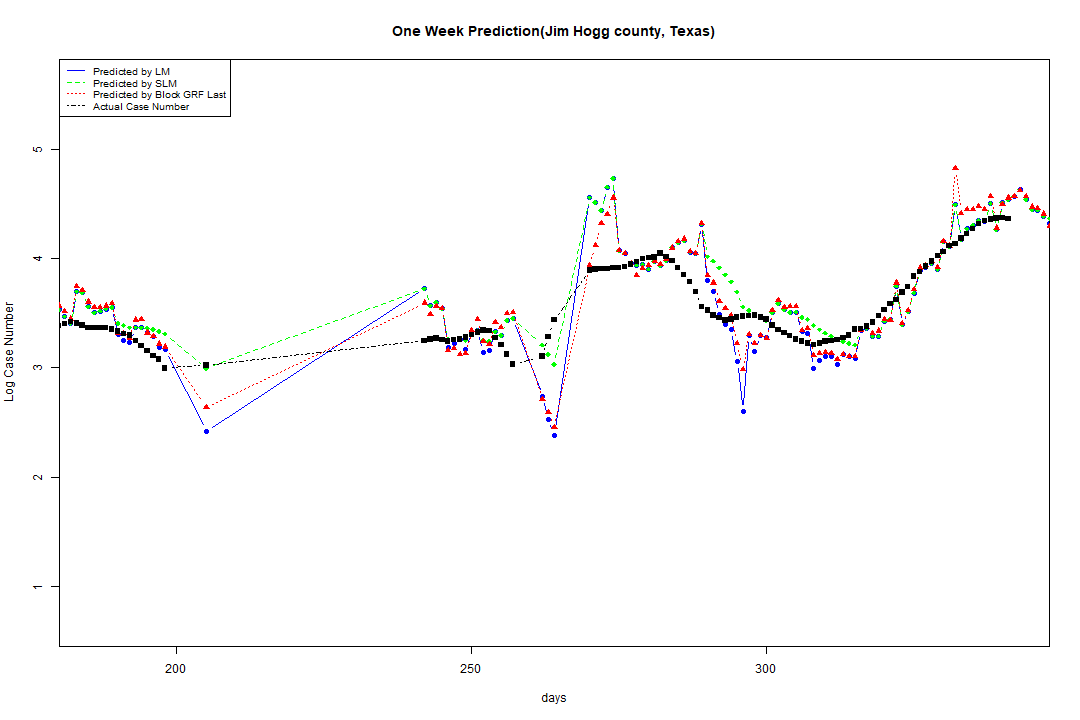 One Week Prediction(Jim Hogg county, Texas)
Predicted by LM
Predicted by SLM
Predicted by Block GRF Last
Actual Case Number
5
4
3
2
1
Log Case Number
200 250 300
days